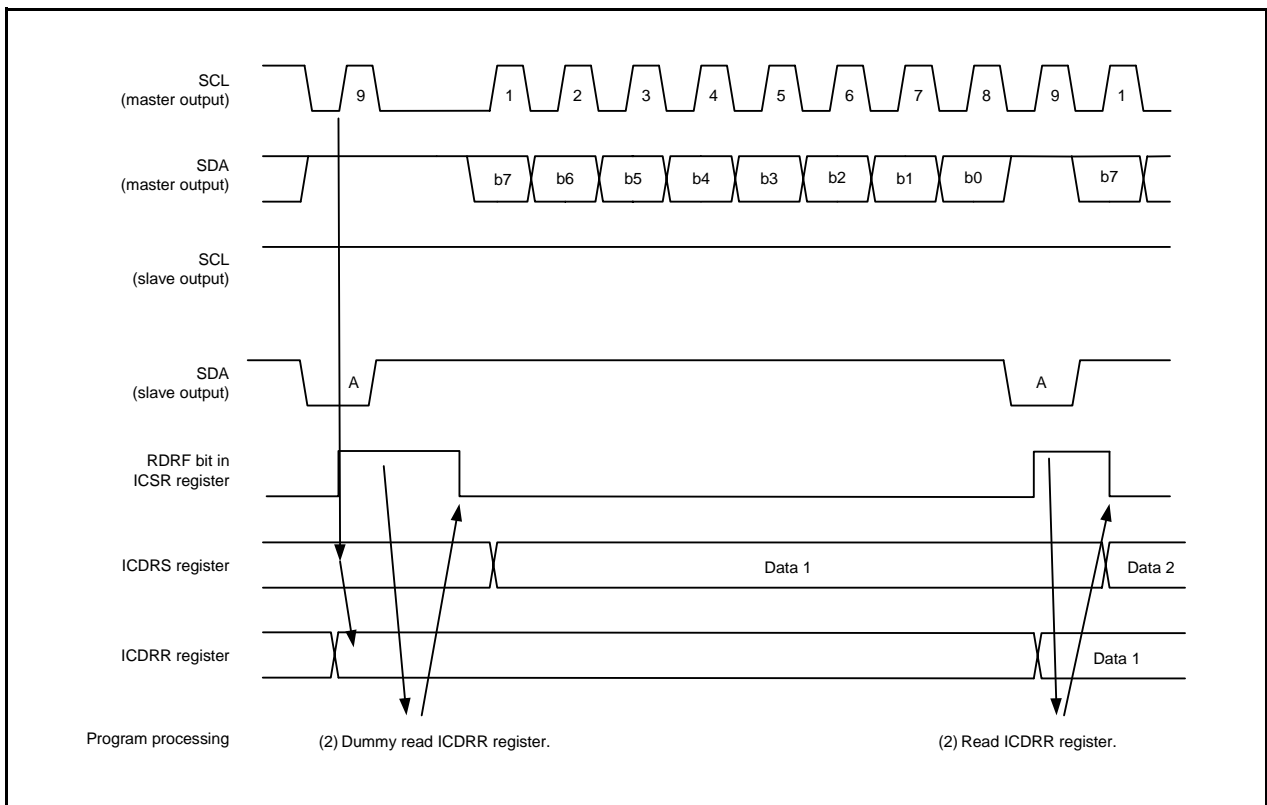 SCL
(master output)
9
1
2
3
4
5
6
7
8
9
1
SDA
(master output)
b7
b6
b5
b4
b3
b2
b1
b0
b7
SCL
(slave output)
SDA
(slave output)
A
A
RDRF bit in
ICSR register
ICDRS register
Data 1
Data 2
ICDRR register
Data 1
Program processing
(2) Dummy read ICDRR register.
(2) Read ICDRR register.